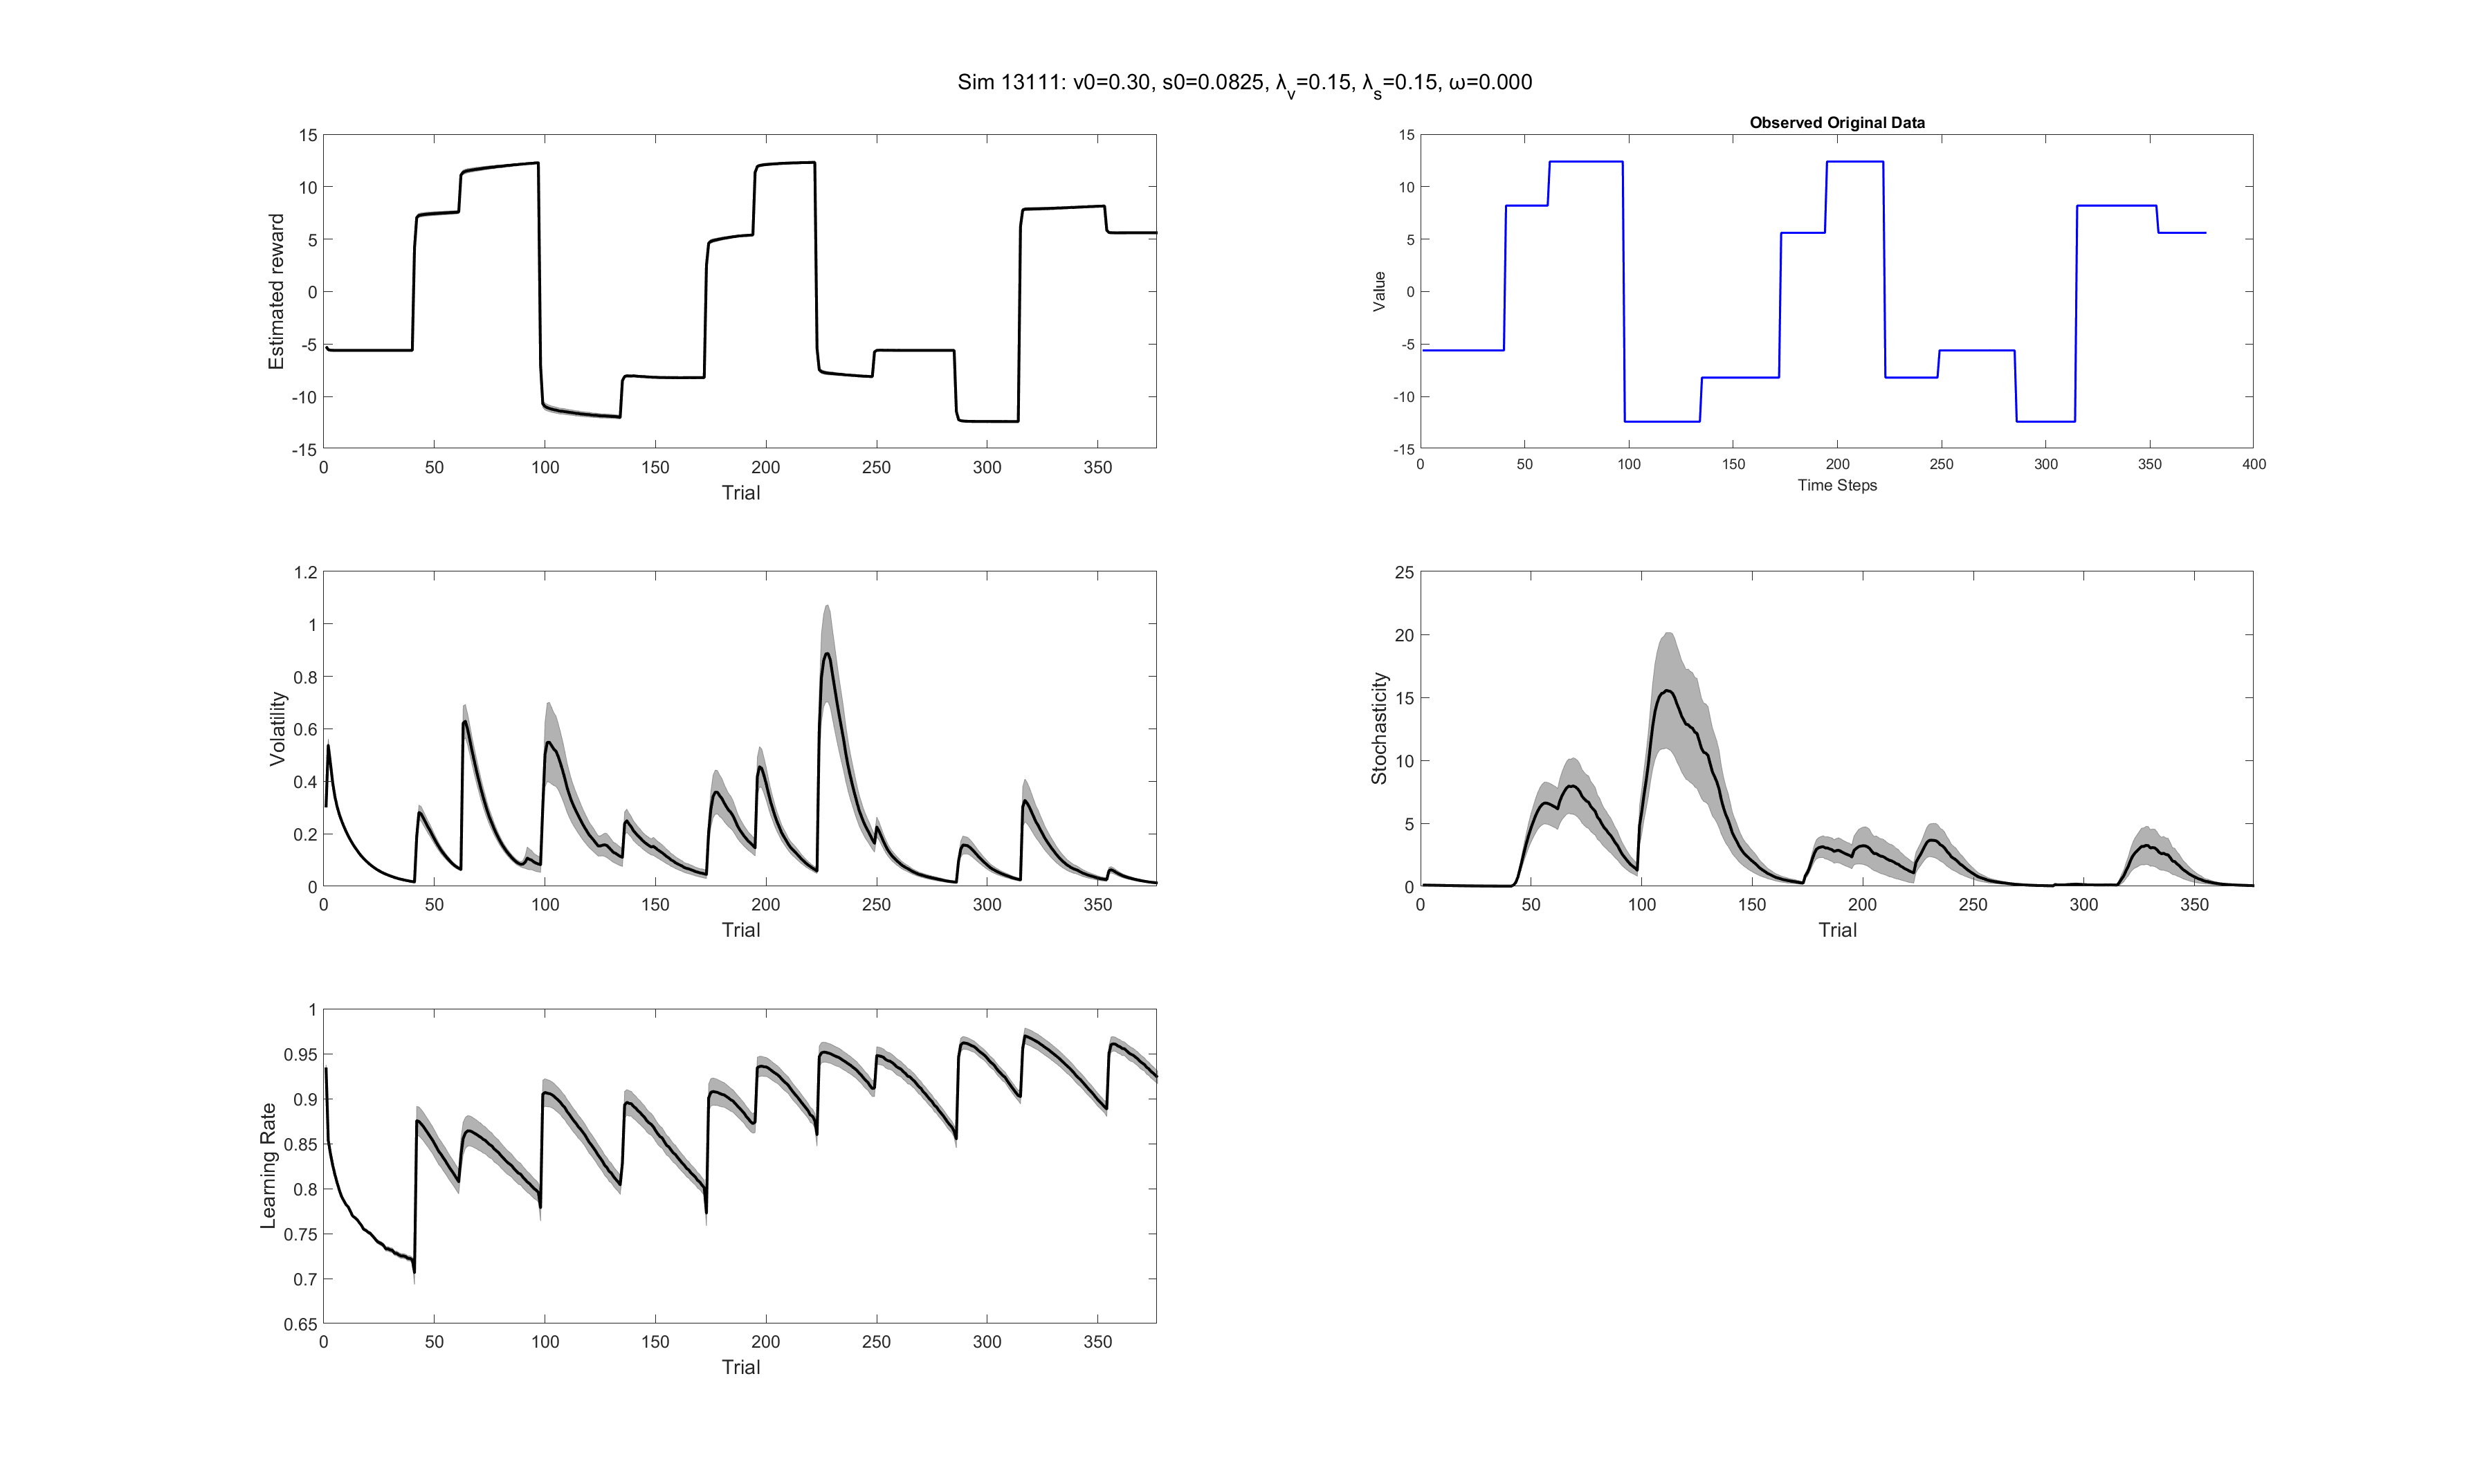 Sim 13111: v0=0.30, s0=0.0825, λ_v=0.15, λ_s=0.15, ω=0.000
Estimated reward
15
10
5
0
-5
-10
-15
0 50 100 150 200 250 300 350
Trial
Observed Original Data
Value
15
10
5
0
-5
-10
-15
0 50 100 150 200 250 300 350 400
Time Steps
Volatility
1.2
1
0.8
0.6
0.4
0.2
0
0 50 100 150 200 250 300 350
Trial
Stochasticity
25
20
15
10
5
0
0 50 100 150 200 250 300 350
Trial
Learning Rate
1
0.95
0.9
0.85
0.8
0.75
0.7
0.65
0 50 100 150 200 250 300 350
Trial